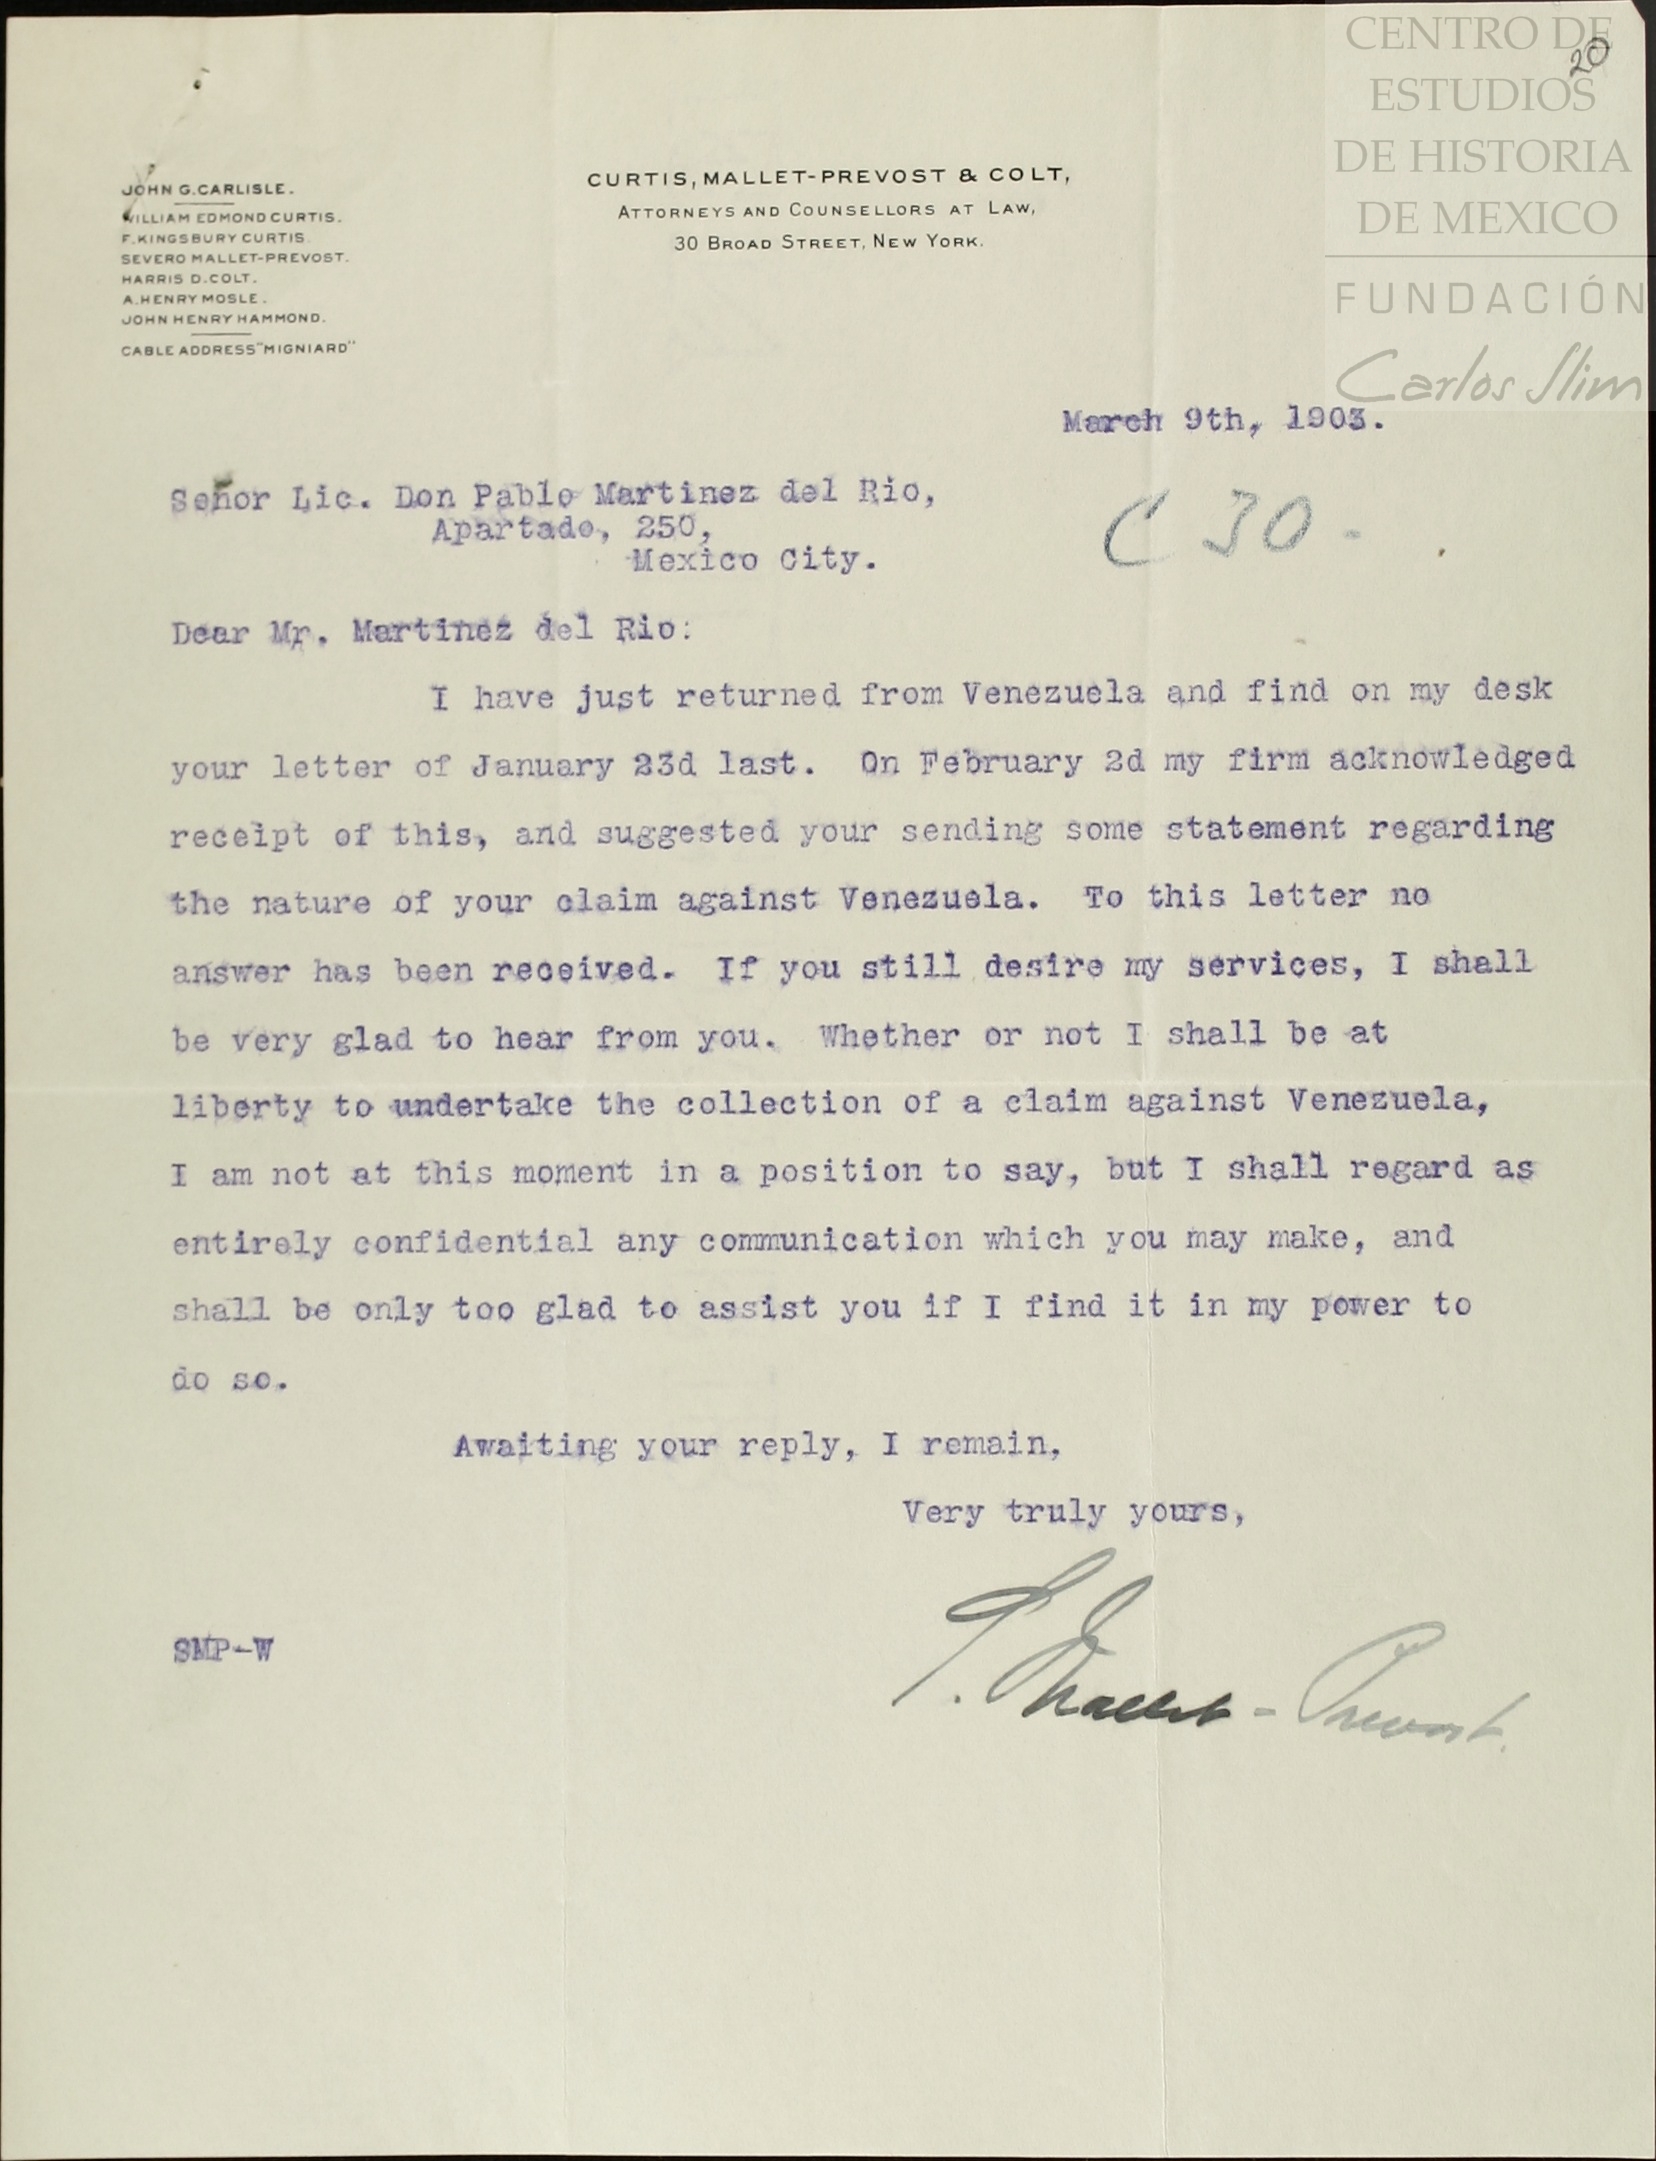 CENTRO DE
ESTUDIOS
DE HISTORIA
DE MEXICO
FUNDACIÓN
Carlos Slim
20
JOHN G. CARLISLE.
WILLIAM EDMOND CURTIS.
F. KINGSBURY CURTIS.
SEVERO MALLET-PREVOST.
HARRIS D. COLT.
A. HENRY MOSLE.
JOHN HENRY HAMMOND.
CABLE ADDRESS "MIGNIARD"
CURTIS, MALLET-PREVOST & COLT,
ATTORNEYS AND COUNSELLORS AT LAW,
30 BROAD STREET, NEW YORK.
March 9th, 1903.
Señor Lic. Don Pablo Martinez del Rio,
Apartado, 250,
Mexico City.
C 30 -
Dear Mr. Martinez del Rio:
I have just returned from Venezuela and find on my desk
your letter of January 23d last. On February 2d my firm acknowledged
receipt of this, and suggested your sending some statement regarding
the nature of your claim against Venezuela. To this letter no
answer has been received. If you still desire my services, I shall
be very glad to hear from you. Whether or not I shall be at
liberty to undertake the collection of a claim against Venezuela,
I am not at this moment in a position to say, but I shall regard as
entirely confidential any communication which you may make, and
shall be only too glad to assist you if I find it in my power to
do so.
Awaiting your reply, I remain,
Very truly yours,
S. Mallet-Prevost.
SMP-W